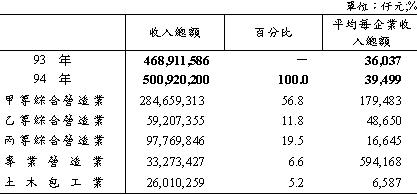 單位：仟元;%
收入總額 百分比 平均每企業收入總額
93 年 468,911,586 — 36,037
94 年 500,920,200 100.0 39,499
甲等綜合營造業 284,659,313 56.8 179,483
乙等綜合營造業 59,207,355 11.8 48,650
丙等綜合營造業 97,769,846 19.5 16,645
專業營造業 33,273,427 6.6 594,168
土木包工業 26,010,259 5.2 6,587